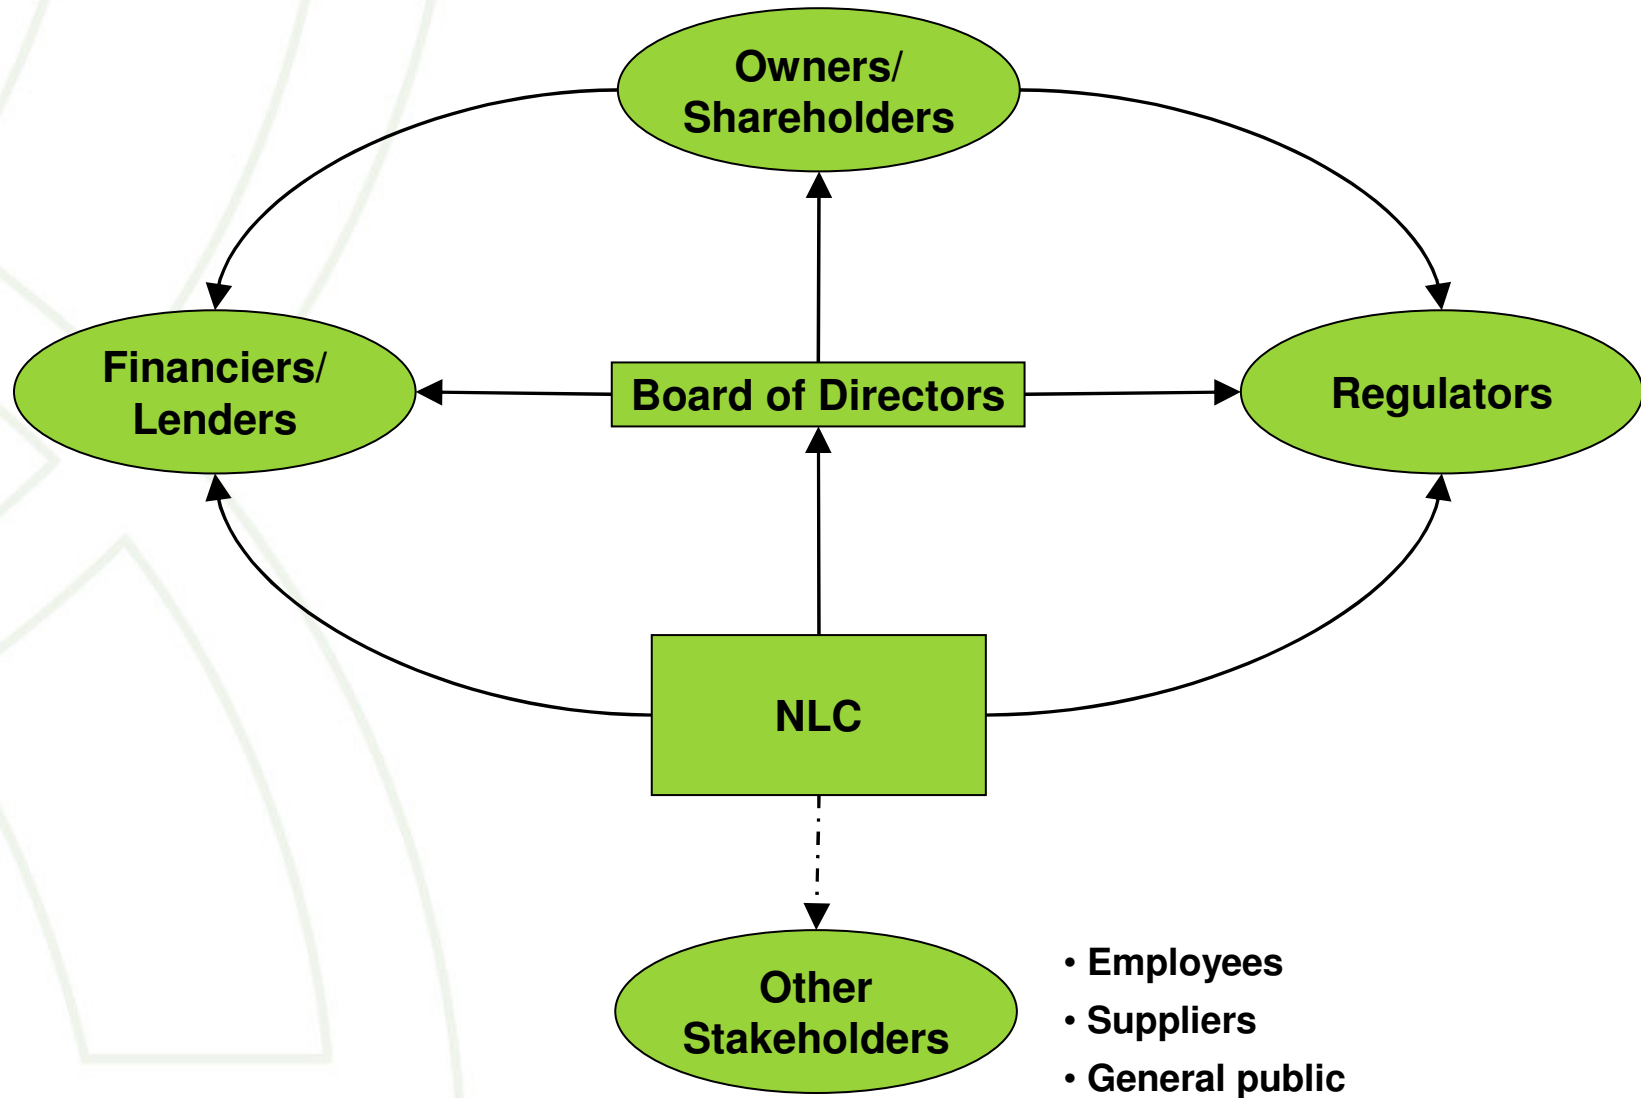 Owners/
Shareholders
Financiers/
Lenders
Board of Directors
Regulators
NLC
Other
Stakeholders
• Employees
• Suppliers
• General public